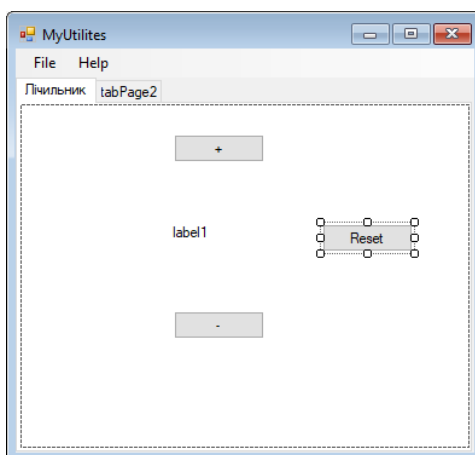 MyUtilites
File Help
Лічильник tabPage2
+
label1
Reset
-